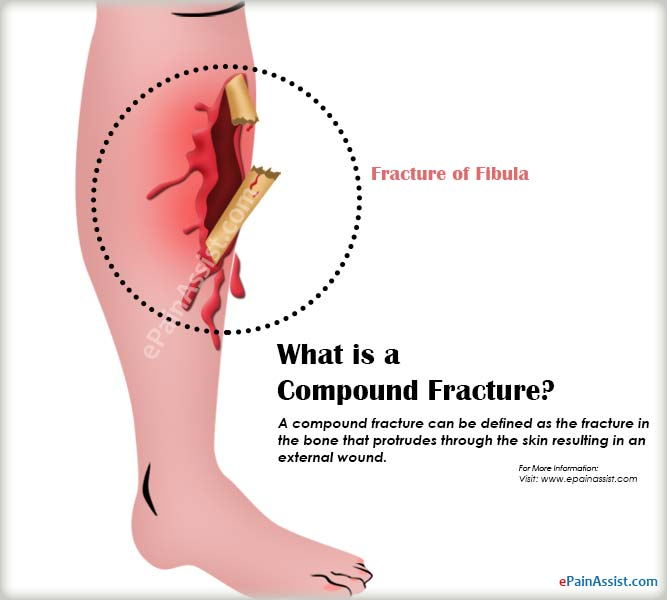 ePainAssist.com
Fracture of Fibula
What is a
Compound Fracture?
A compound fracture can be defined as the fracture in
the bone that protrudes through the skin resulting in an
external wound.
For More Information:
Visit: www.epainassist.com
ePainAssist.com